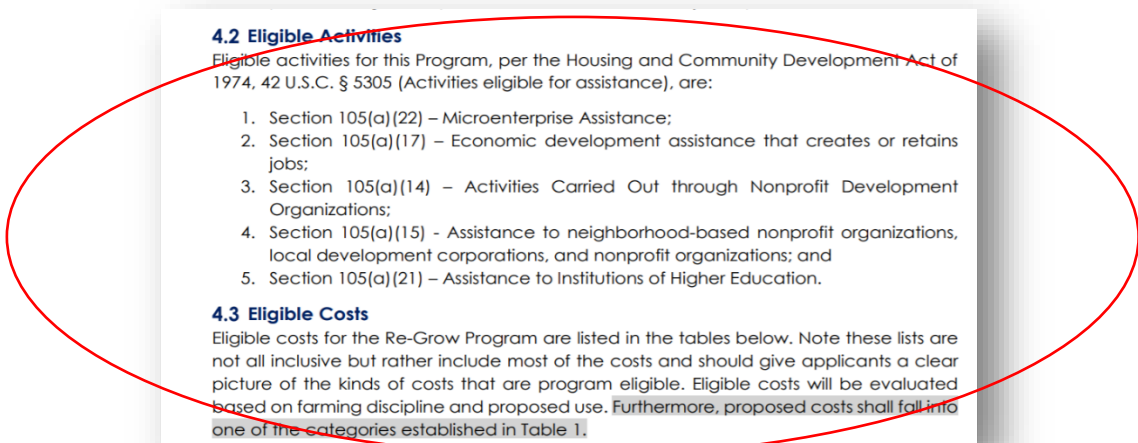 4.2 Eligible Activities
Eligible activities for this Program, per the Housing and Community Development Act of
1974, 42 U.S.C. § 5305 (Activities eligible for assistance), are:
1. Section 105(a)(22) – Microenterprise Assistance;
2. Section 105(a)(17) – Economic development assistance that creates or retains
jobs;
3. Section 105(a)(14) – Activities Carried Out through Nonprofit Development
Organizations;
4. Section 105(a)(15) - Assistance to neighborhood-based nonprofit organizations,
local development corporations, and nonprofit organizations; and
5. Section 105(a)(21) – Assistance to Institutions of Higher Education.
4.3 Eligible Costs
Eligible costs for the Re-Grow Program are listed in the tables below. Note these lists are
not all inclusive but rather include most of the costs and should give applicants a clear
picture of the kinds of costs that are program eligible. Eligible costs will be evaluated
based on farming discipline and proposed use. Furthermore, proposed costs shall fall into
one of the categories established in Table 1.